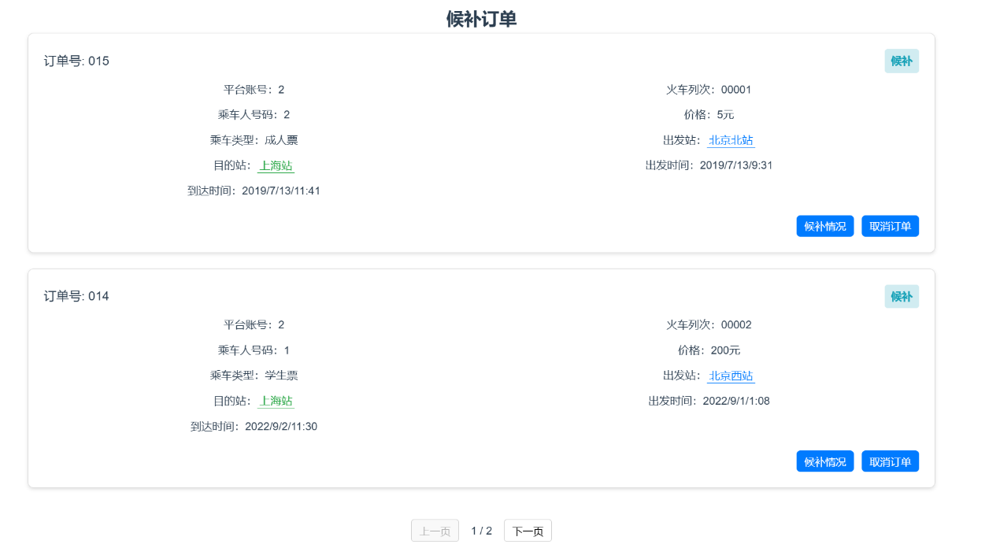 候补订单
订单号: 015 候补
平台账号：2 火车列次：00001
乘车人号码：2 价格：5元
乘车类型：成人票 出发站：北京北站
目的站：上海站 出发时间：2019/7/13/9:31
到达时间：2019/7/13/11:41
候补情况 取消订单
订单号: 014 候补
平台账号：2 火车列次：00002
乘车人号码：1 价格：200元
乘车类型：学生票 出发站：北京西站
目的站：上海站 出发时间：2022/9/1/1:08
到达时间：2022/9/2/11:30
候补情况 取消订单
上一页 1 / 2 下一页